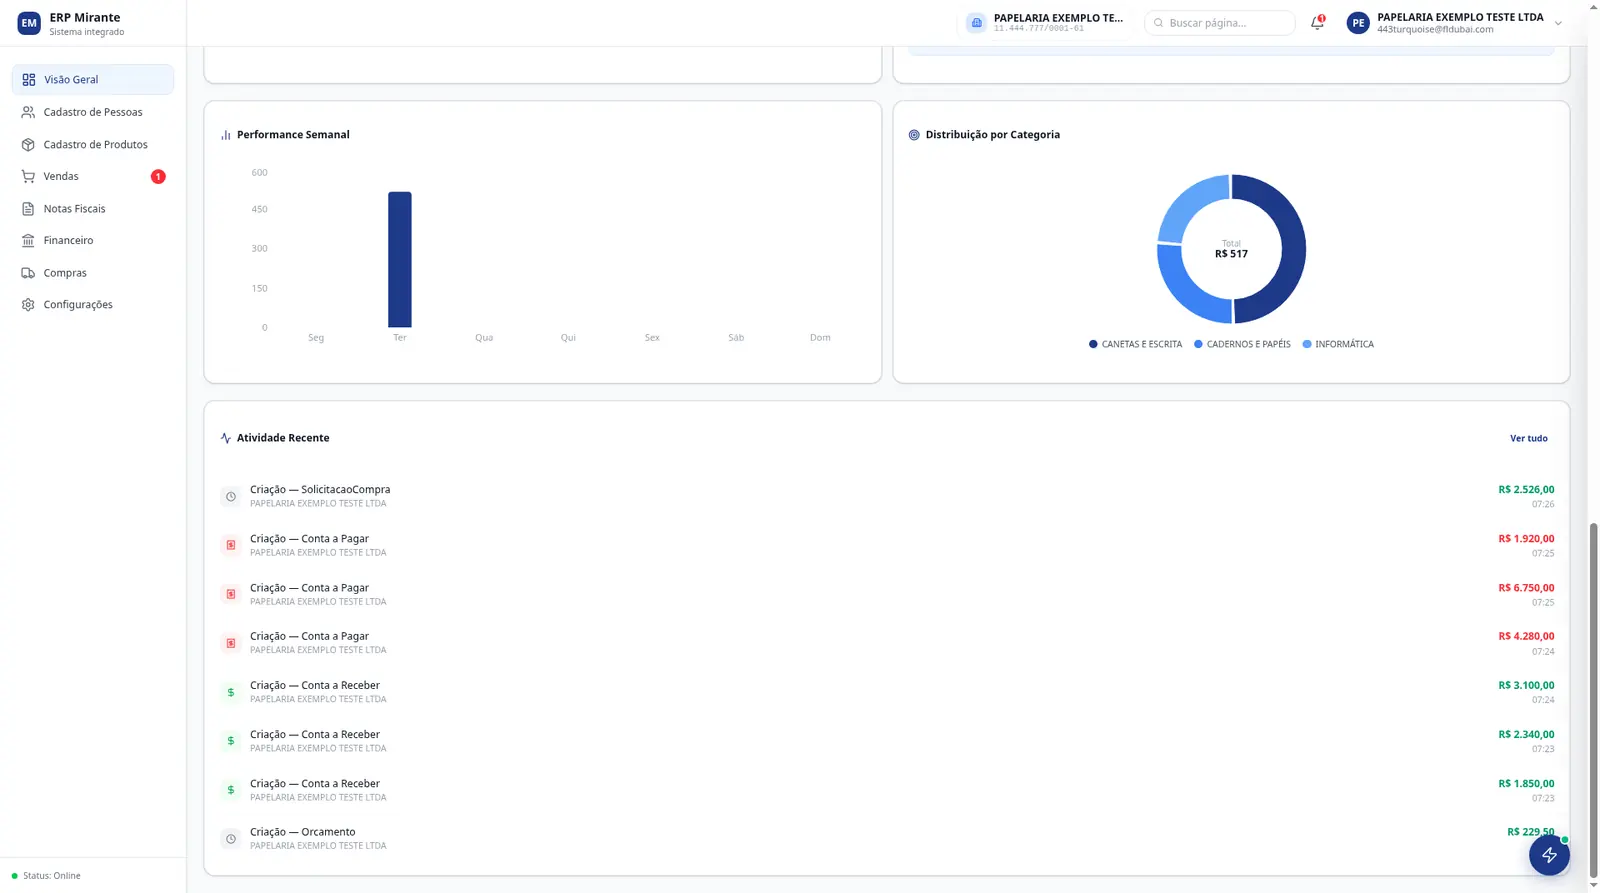 EM
ERP Mirante
Sistema integrado
PAPELARIA EXEMPLO TE...
11.444.777/0001-61
Buscar página...
1
PE
PAPELARIA EXEMPLO TESTE LTDA
443turquoise@fldubai.com
Visão Geral
Cadastro de Pessoas
Cadastro de Produtos
Vendas
1
Notas Fiscais
Financeiro
Compras
Configurações
Status: Online
Performance Semanal
600
450
300
150
0
Seg Ter Qua Qui Sex Sáb Dom
Distribuição por Categoria
Total
R$ 517
CANETAS E ESCRITA CADERNOS E PAPÉIS INFORMÁTICA
Atividade Recente
Ver tudo
Criação — SolicitacaoCompra R$ 2.526,00
PAPELARIA EXEMPLO TESTE LTDA 07:26
Criação — Conta a Pagar R$ 1.920,00
PAPELARIA EXEMPLO TESTE LTDA 07:25
Criação — Conta a Pagar R$ 6.750,00
PAPELARIA EXEMPLO TESTE LTDA 07:25
Criação — Conta a Pagar R$ 4.280,00
PAPELARIA EXEMPLO TESTE LTDA 07:24
Criação — Conta a Receber R$ 3.100,00
PAPELARIA EXEMPLO TESTE LTDA 07:24
Criação — Conta a Receber R$ 2.340,00
PAPELARIA EXEMPLO TESTE LTDA 07:23
Criação — Conta a Receber R$ 1.850,00
PAPELARIA EXEMPLO TESTE LTDA 07:23
Criação — Orcamento R$ 229,50
PAPELARIA EXEMPLO TESTE LTDA